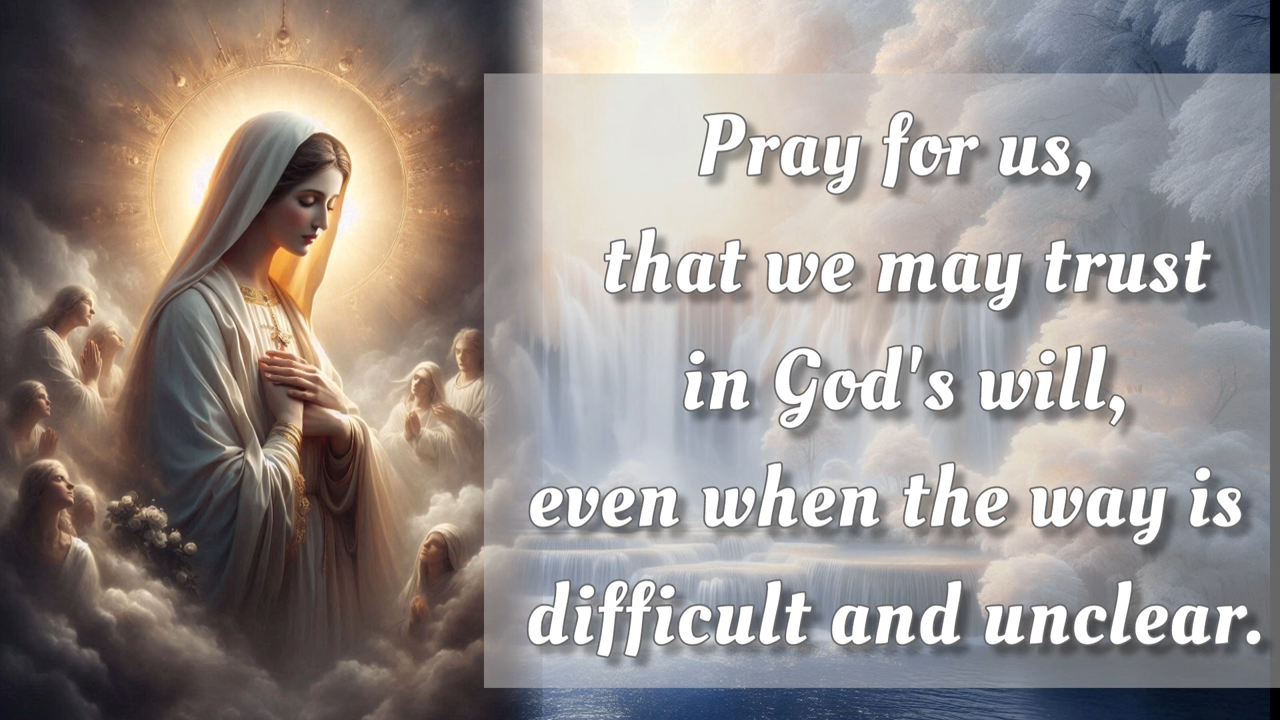 Pray for us,
that we may trust
in God's will,
even when the way is
difficult and unclear.